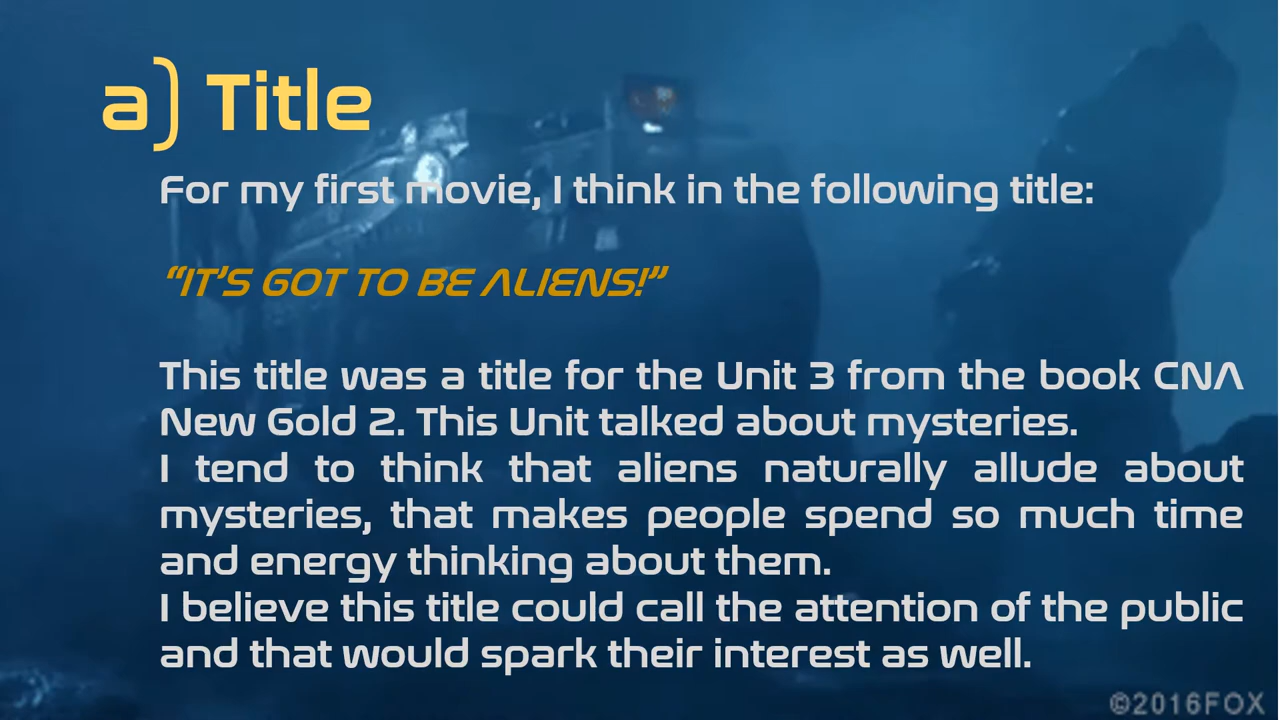 a) Title
For my first movie, I think in the following title:
“IT’S GOT TO BE ALIENS!”
This title was a title for the Unit 3 from the book CNA
New Gold 2. This Unit talked about mysteries.
I tend to think that aliens naturally allude about
mysteries, that makes people spend so much time
and energy thinking about them.
I believe this title could call the attention of the public
and that would spark their interest as well.
©2016FOX